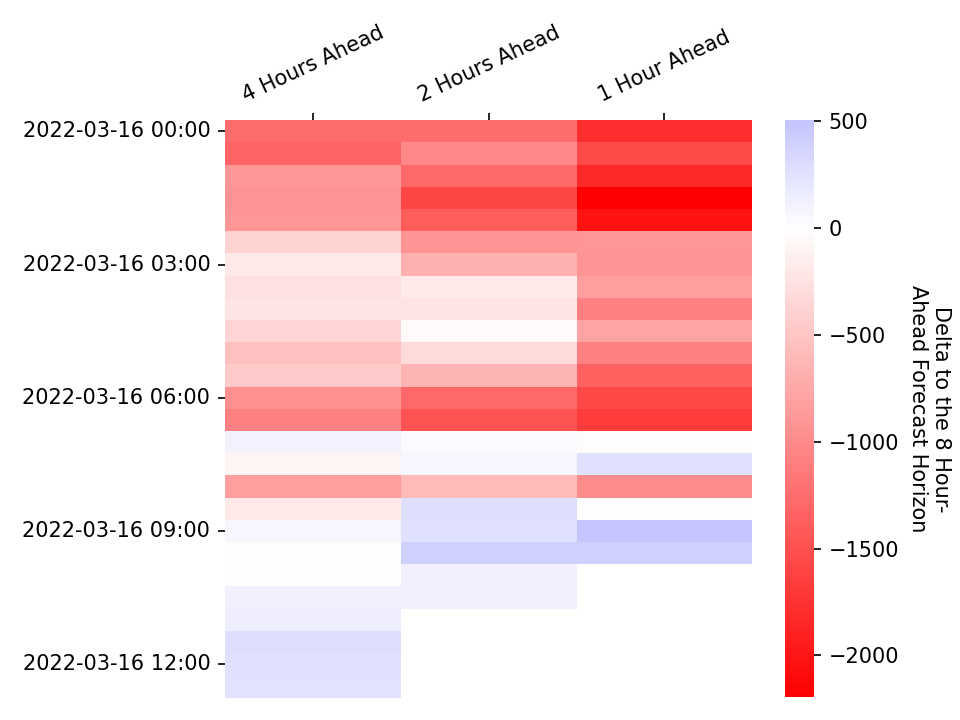 4 Hours Ahead
2 Hours Ahead
1 Hour Ahead
2022-03-16 00:00
2022-03-16 03:00
2022-03-16 06:00
2022-03-16 09:00
2022-03-16 12:00
500
0
−500
−1000
−1500
−2000
Delta to the 8 Hour-
Ahead Forecast Horizon